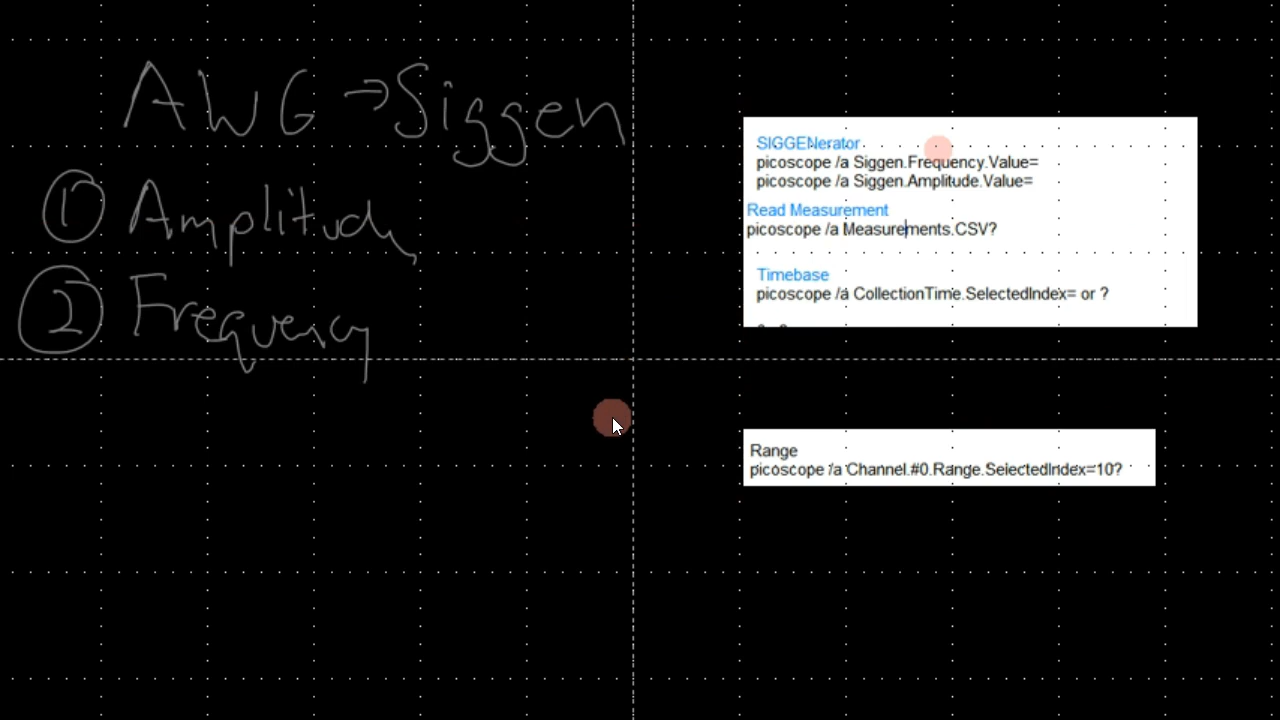 AWG → Siggen
① Amplitude
② Frequency
SIGGENerator
picoscope /a Siggen.Frequency.Value=
picoscope /a Siggen.Amplitude.Value=
Read Measurement
picoscope /a Measurements.CSV?
Timebase
picoscope /a CollectionTime.SelectedIndex= or ?
Range
picoscope /a Channel.#0.Range.SelectedIndex=10?